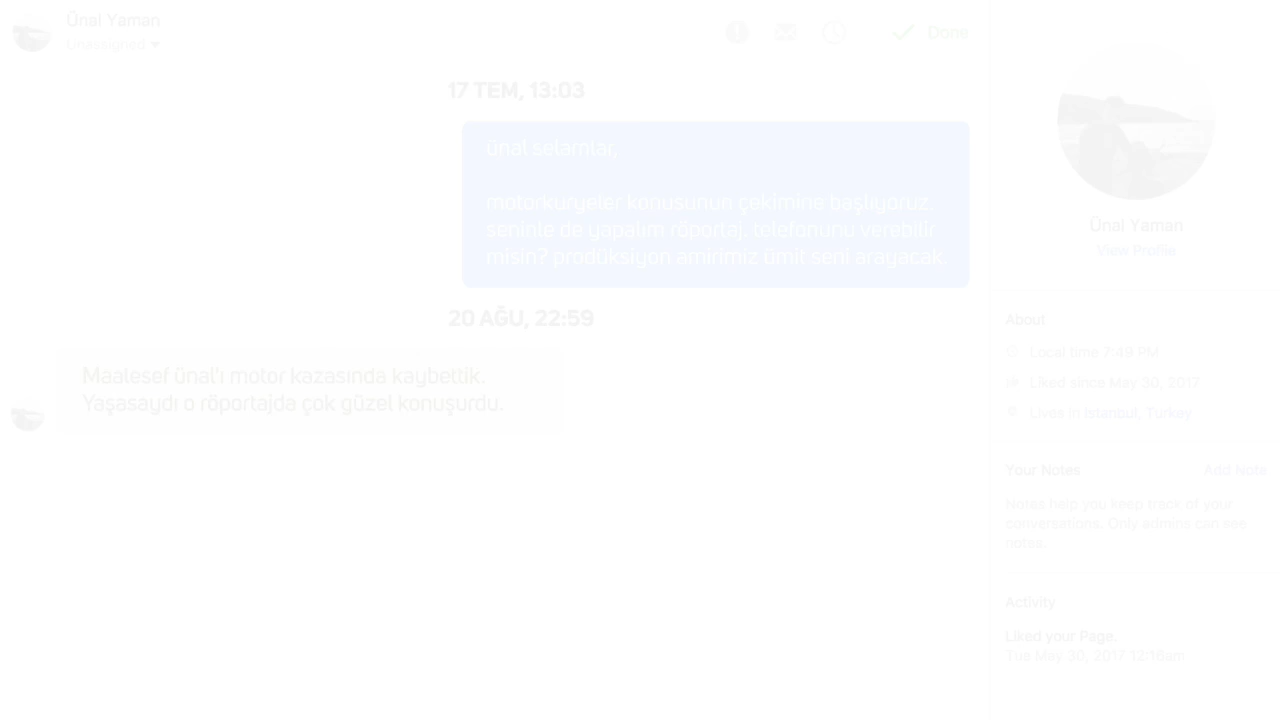 Ünal Yaman
Unassigned
Done
17 TEM, 13:03
ünal selamlar,
motorkuryeler konusunun çekimine başlıyoruz.
seninle de yapalım röportaj, telefonunu verebilir
misin? prodüksiyon amirimiz ümit seni arayacak.
20 AĞU, 22:59
Maalesef ünal'ı motor kazasında kaybettik.
Yaşasaydı o röportajda çok güzel konuşurdu.
Ünal Yaman
View Profile
About
Local time 7:49 PM
Liked since May 30, 2017
Lives in Istanbul, Turkey
Your Notes
Add Note
Notes help you keep track of your
conversations. Only admins can see
notes.
Activity
Liked your Page.
Tue May 30, 2017 12:16am